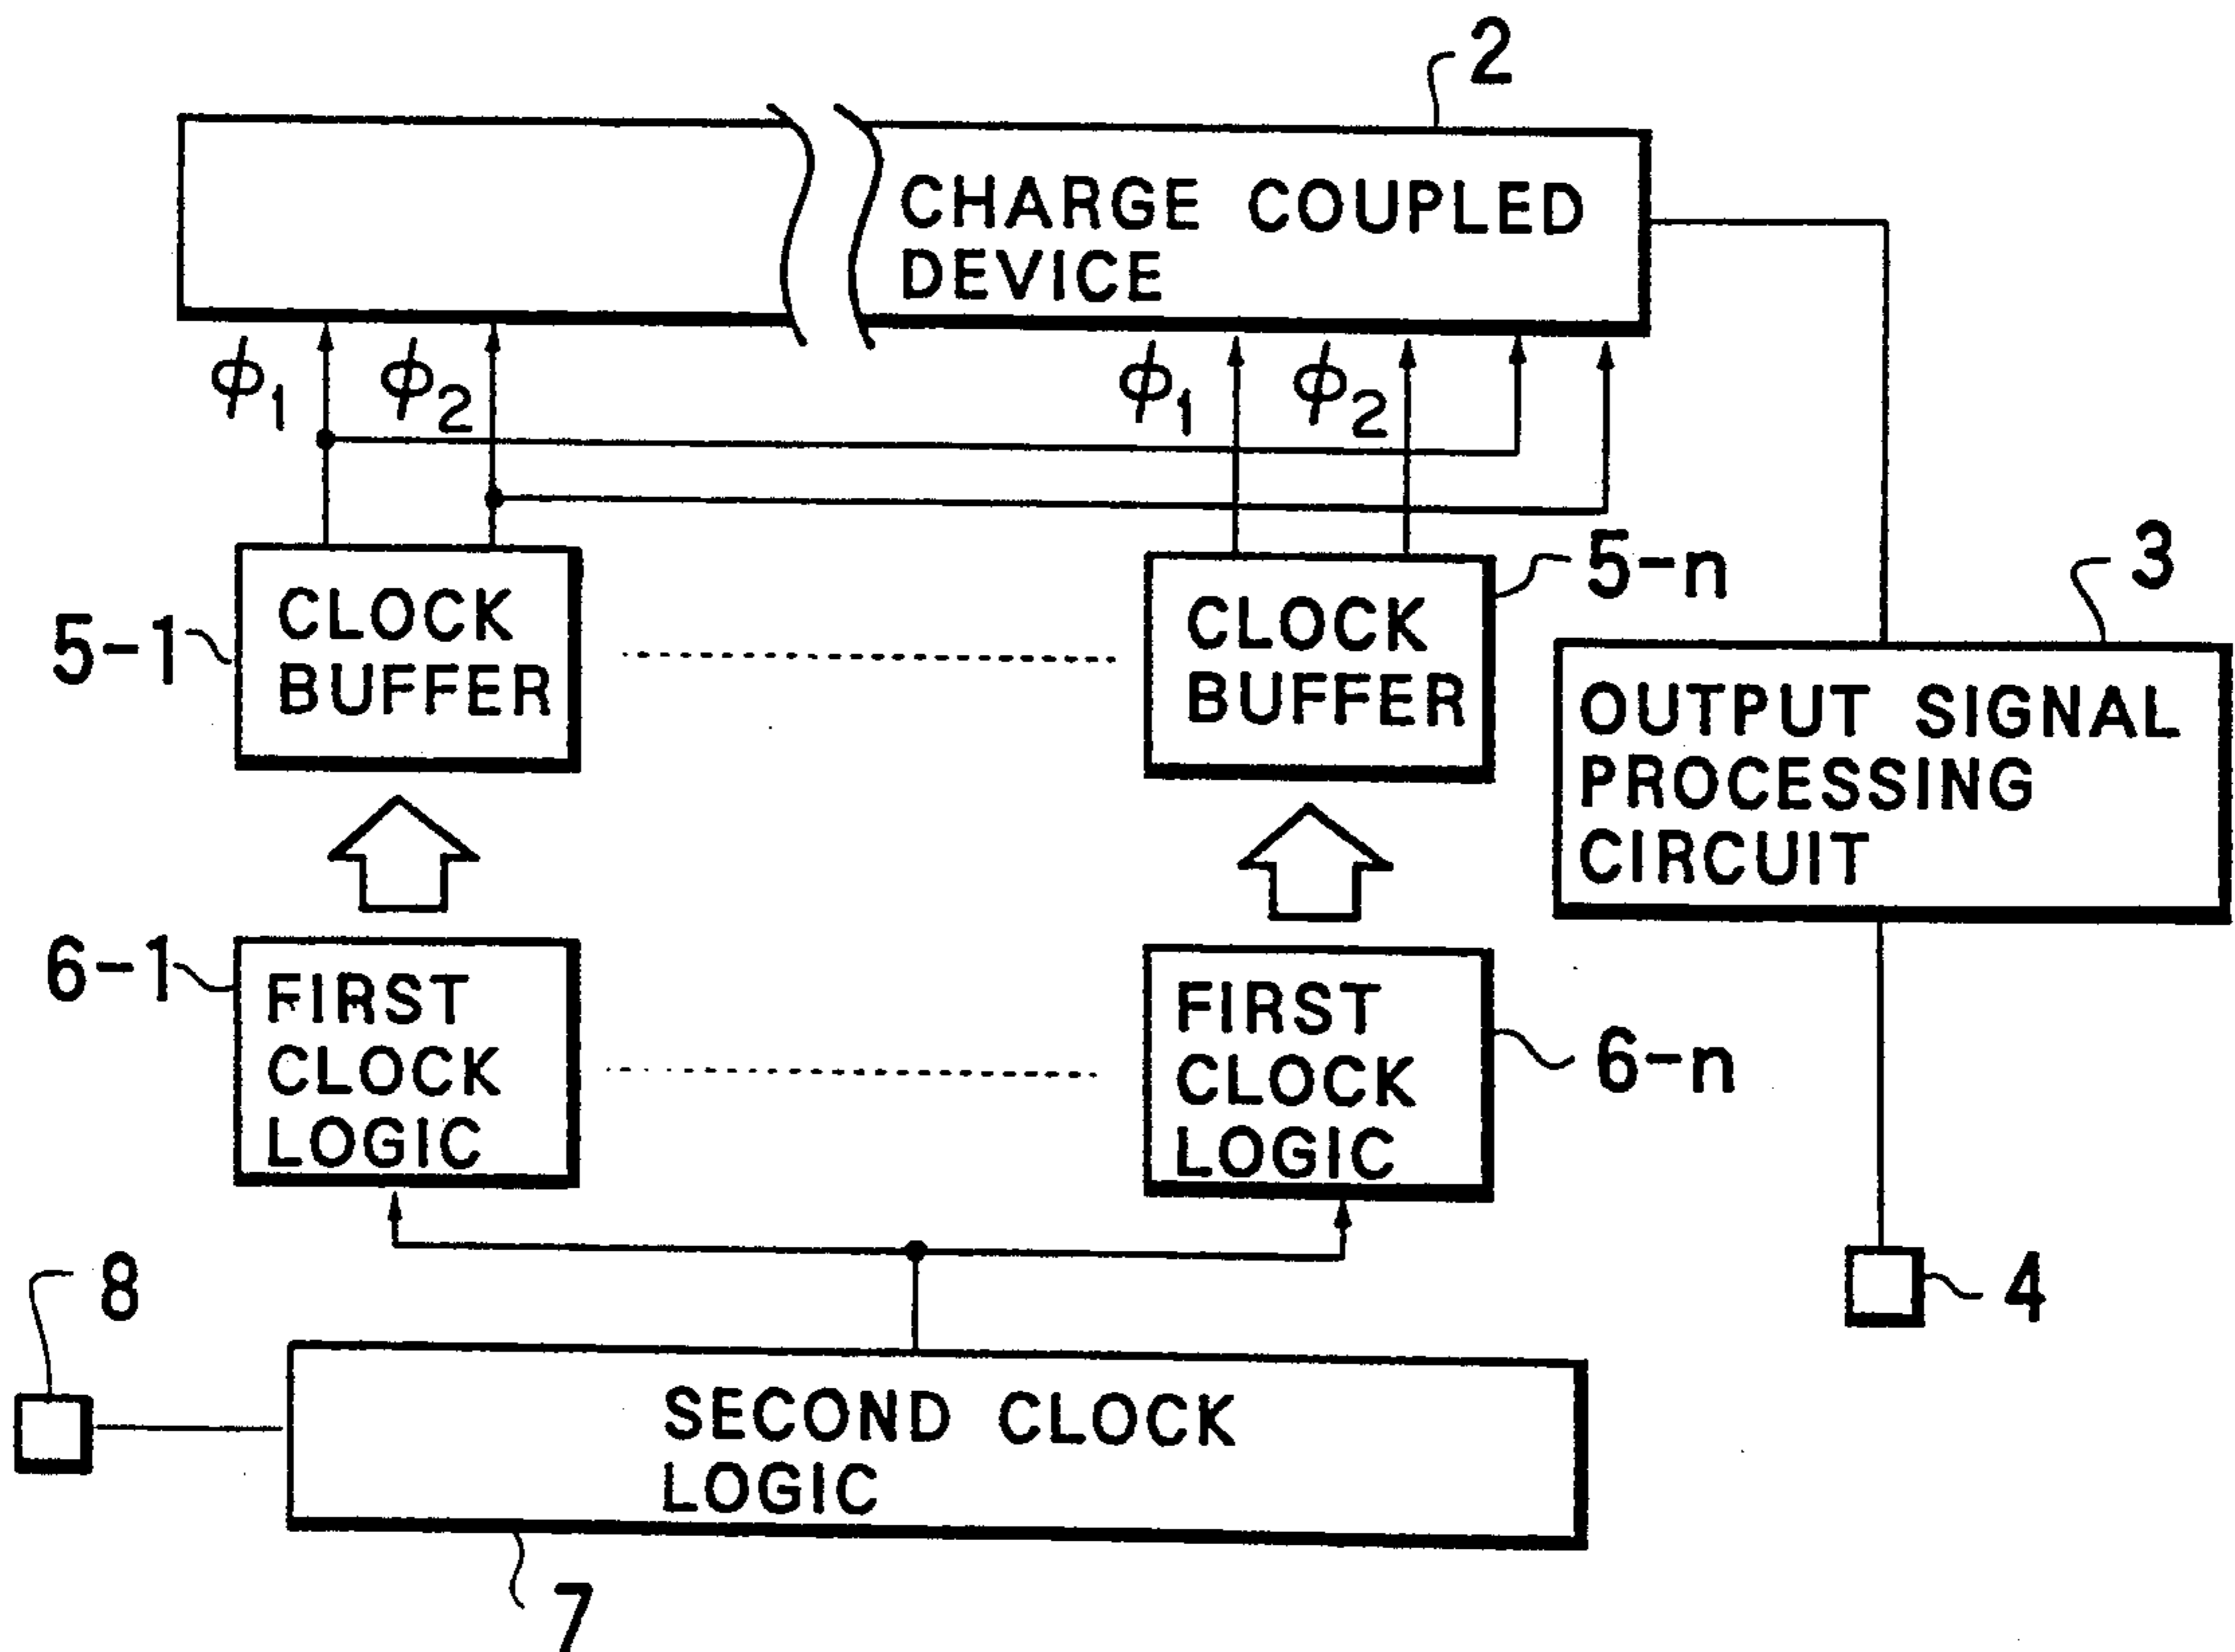 2
CHARGE COUPLED
DEVICE
ϕ1 ϕ2 ϕ1 ϕ2
5-1
CLOCK
BUFFER
CLOCK
BUFFER
5-n
3
OUTPUT SIGNAL
PROCESSING
CIRCUIT
6-1
FIRST
CLOCK
LOGIC
FIRST
CLOCK
LOGIC
6-n
4
8
SECOND CLOCK
LOGIC
7